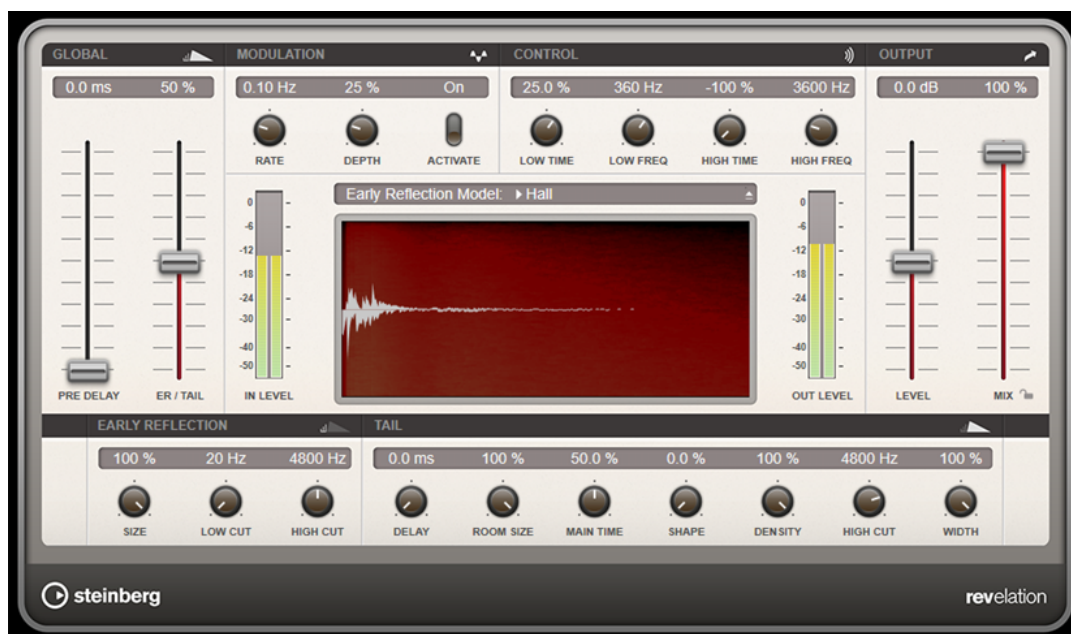 GLOBAL MODULATION CONTROL OUTPUT
0.0 ms 50 % 0.10 Hz 25 % On 25.0 % 360 Hz -100 % 3600 Hz 0.0 dB 100 %
RATE DEPTH ACTIVATE LOW TIME LOW FREQ HIGH TIME HIGH FREQ
Early Reflection Model: Hall
0 0
-6 -6
-12 -12
-18 -18
-24 -24
-30 -30
-40 -40
-50 -50
PRE DELAY ER / TAIL IN LEVEL OUT LEVEL LEVEL MIX
EARLY REFLECTION TAIL
100 % 20 Hz 4800 Hz 0.0 ms 100 % 50.0 % 0.0 % 100 % 4800 Hz 100 %
SIZE LOW CUT HIGH CUT DELAY ROOM SIZE MAIN TIME SHAPE DENSITY HIGH CUT WIDTH
steinberg revelation